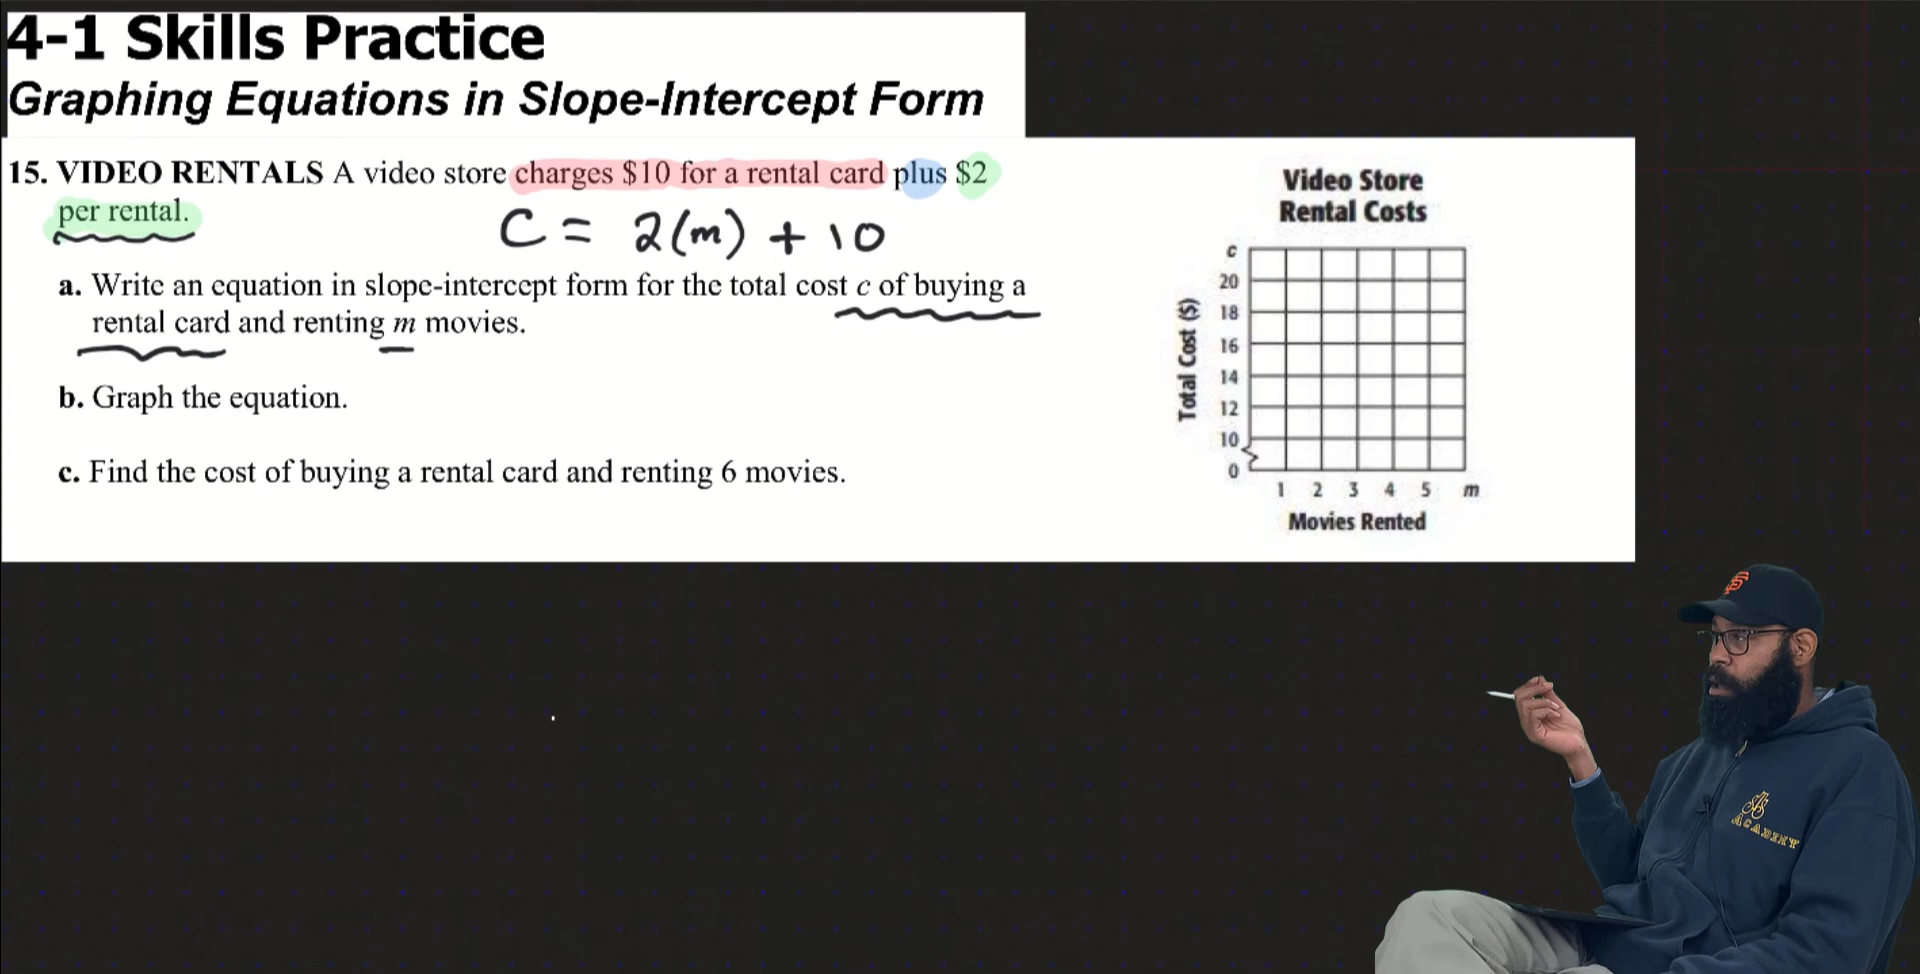 4-1 Skills Practice
Graphing Equations in Slope-Intercept Form
15. VIDEO RENTALS A video store charges $10 for a rental card plus $2
per rental.
C = 2(m) + 10
a. Write an equation in slope-intercept form for the total cost c of buying a
rental card and renting m movies.
b. Graph the equation.
c. Find the cost of buying a rental card and renting 6 movies.
Video Store
Rental Costs
c
20
18
16
14
12
10
0
Total Cost ($)
1 2 3 4 5 m
Movies Rented
SF
ACADEMY